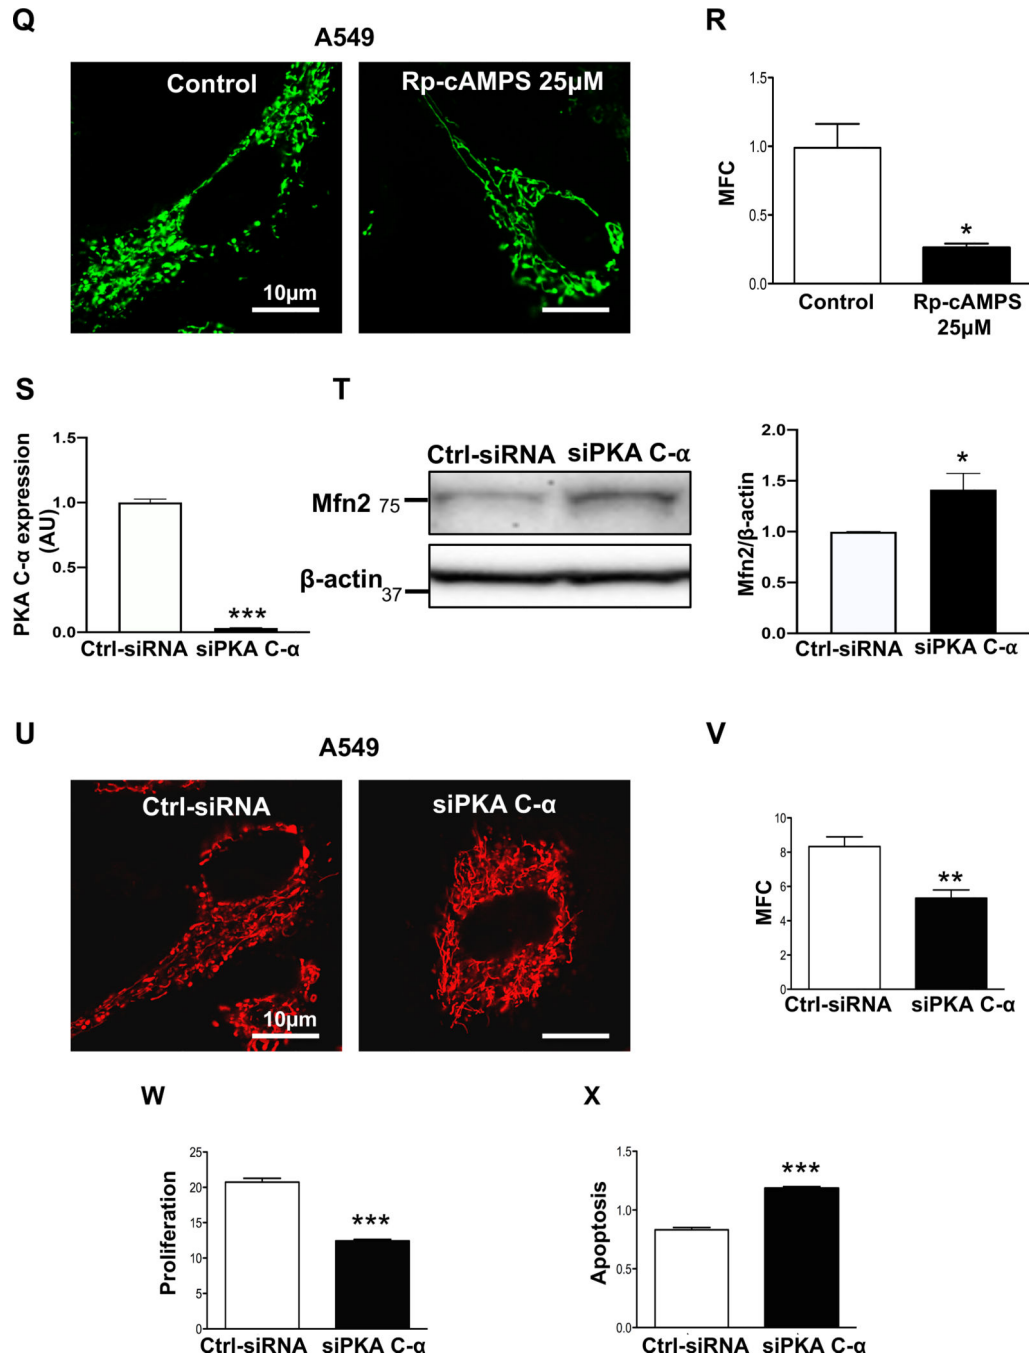 Q
A549
Control
Rp-cAMPS 25µM
10µm
R
MFC
1.5
1.0
0.5
0.0
*
Control
Rp-cAMPS
25µM
S
PKA C-α expression
(AU)
1.5
1.0
0.5
0.0
***
Ctrl-siRNA
siPKA C-α
T
Ctrl-siRNA
siPKA C-α
Mfn2 75
β-actin 37
Mfn2/β-actin
2.0
1.5
1.0
0.5
0.0
*
Ctrl-siRNA
siPKA C-α
U
A549
Ctrl-siRNA
siPKA C-α
10µm
V
MFC
10
8
6
4
2
0
**
Ctrl-siRNA
siPKA C-α
W
Proliferation
25
20
15
10
5
0
***
Ctrl-siRNA
siPKA C-α
X
Apoptosis
1.5
1.0
0.5
0.0
***
Ctrl-siRNA
siPKA C-α